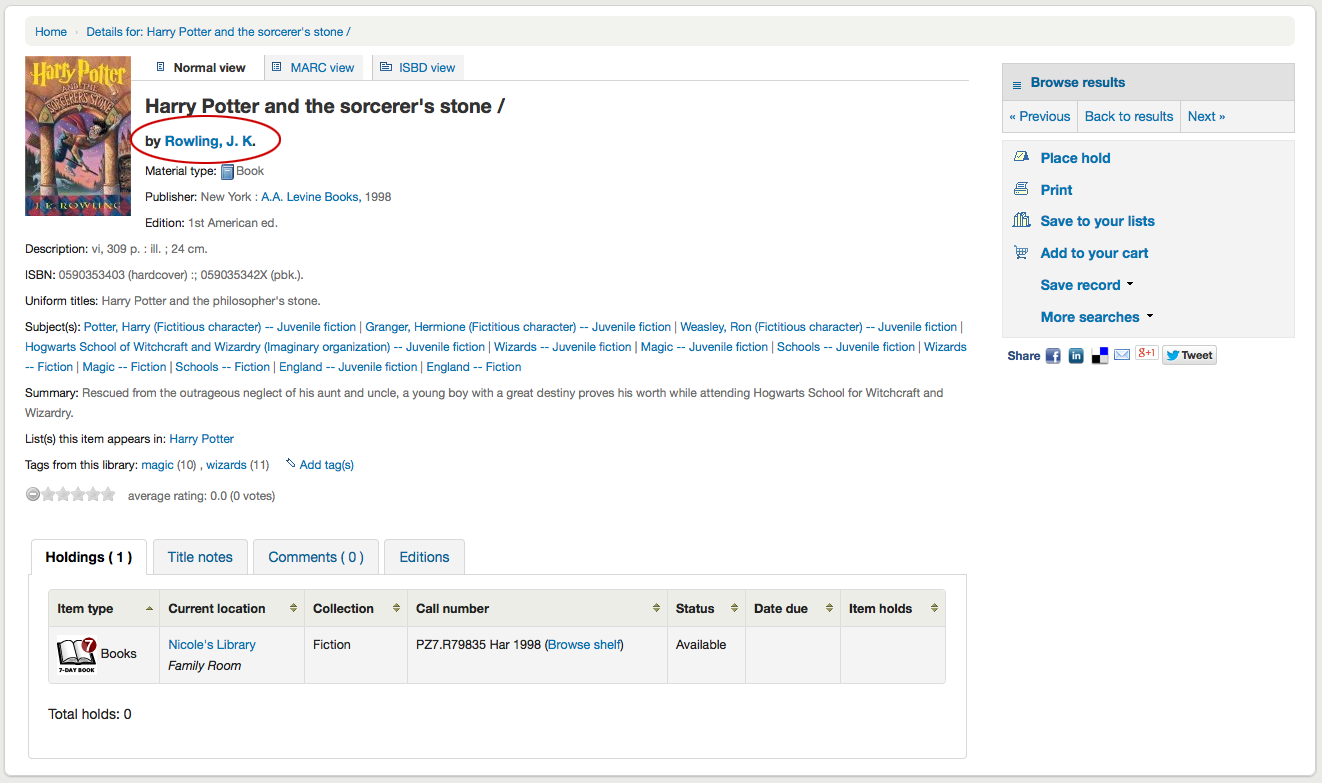 Home › Details for: Harry Potter and the sorcerer's stone /
Harry Potter
AND THE
SORCERER'S STONE
J. K. ROWLING
Normal view MARC view ISBD view
Harry Potter and the sorcerer's stone /
by Rowling, J. K.
Material type: Book
Publisher: New York : A.A. Levine Books, 1998
Edition: 1st American ed.
Description: vi, 309 p. : ill. ; 24 cm.
ISBN: 0590353403 (hardcover) :; 059035342X (pbk.).
Uniform titles: Harry Potter and the philosopher's stone.
Subject(s): Potter, Harry (Fictitious character) -- Juvenile fiction | Granger, Hermione (Fictitious character) -- Juvenile fiction | Weasley, Ron (Fictitious character) -- Juvenile fiction |
Hogwarts School of Witchcraft and Wizardry (Imaginary organization) -- Juvenile fiction | Wizards -- Juvenile fiction | Magic -- Juvenile fiction | Schools -- Juvenile fiction | Wizards
-- Fiction | Magic -- Fiction | Schools -- Fiction | England -- Juvenile fiction | England -- Fiction
Summary: Rescued from the outrageous neglect of his aunt and uncle, a young boy with a great destiny proves his worth while attending Hogwarts School for Witchcraft and
Wizardry.
List(s) this item appears in: Harry Potter
Tags from this library: magic (10) , wizards (11) Add tag(s)
average rating: 0.0 (0 votes)
Holdings ( 1 ) Title notes Comments ( 0 ) Editions
Item type Current location Collection Call number Status Date due Item holds
7
7-DAY BOOK
Books Nicole's Library Fiction PZ7.R79835 Har 1998 (Browse shelf) Available
Family Room
Total holds: 0
Browse results
« Previous Back to results Next »
Place hold
Print
Save to your lists
Add to your cart
Save record
More searches
Share f in g+1 Tweet